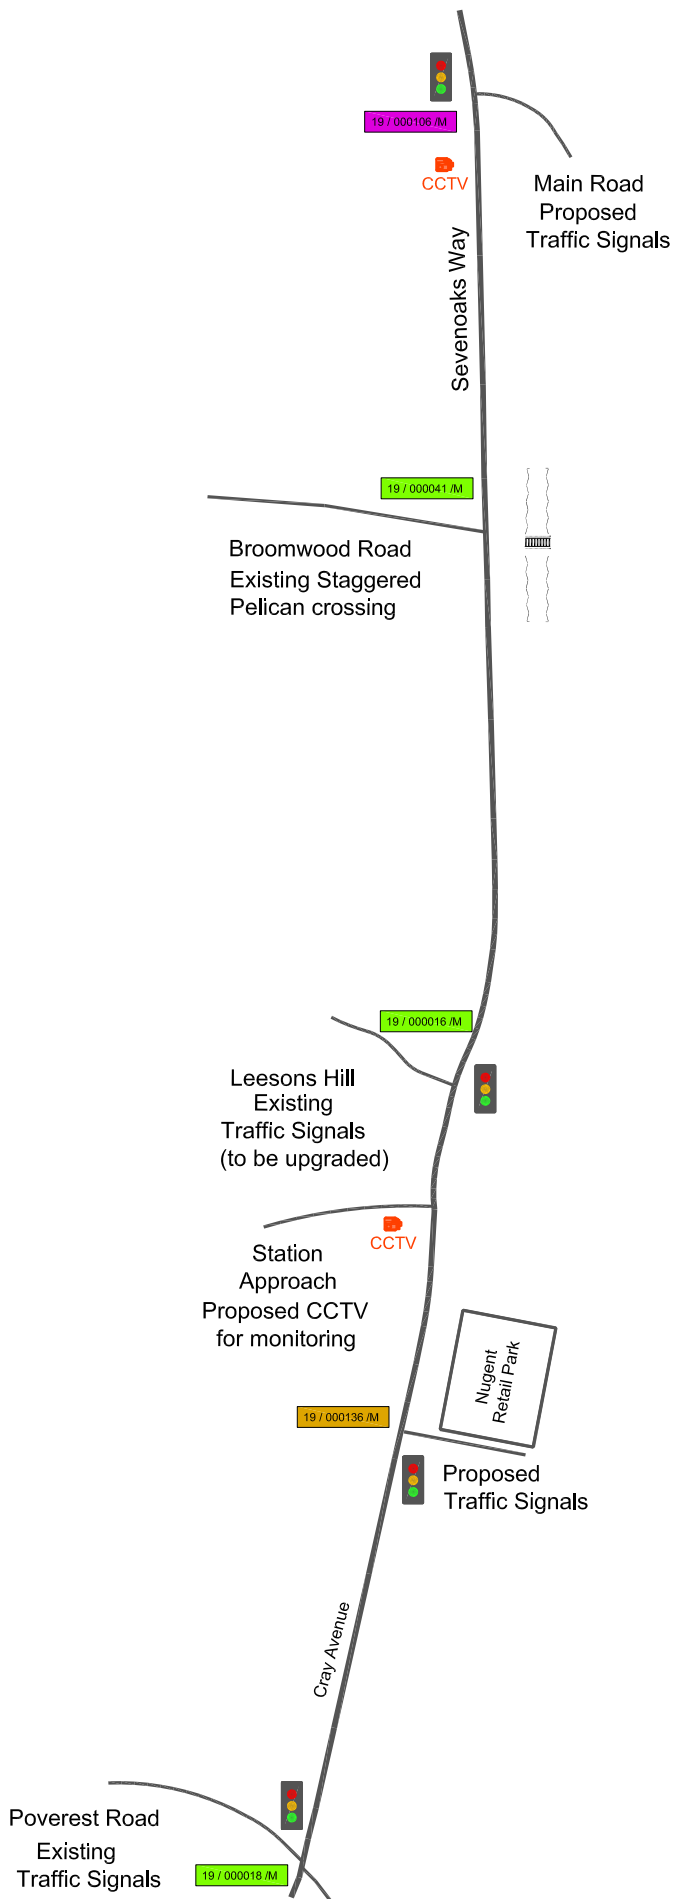 19 / 000106 /M
CCTV
Main Road
Proposed
Traffic Signals
Sevenoaks Way
19 / 000041 /M
Broomwood Road
Existing Staggered
Pelican crossing
19 / 000016 /M
Leesons Hill
Existing
Traffic Signals
(to be upgraded)
CCTV
Station
Approach
Proposed CCTV
for monitoring
Nugent
Retail Park
19 / 000136 /M
Proposed
Traffic Signals
Cray Avenue
Poverest Road
Existing
Traffic Signals
19 / 000018 /M